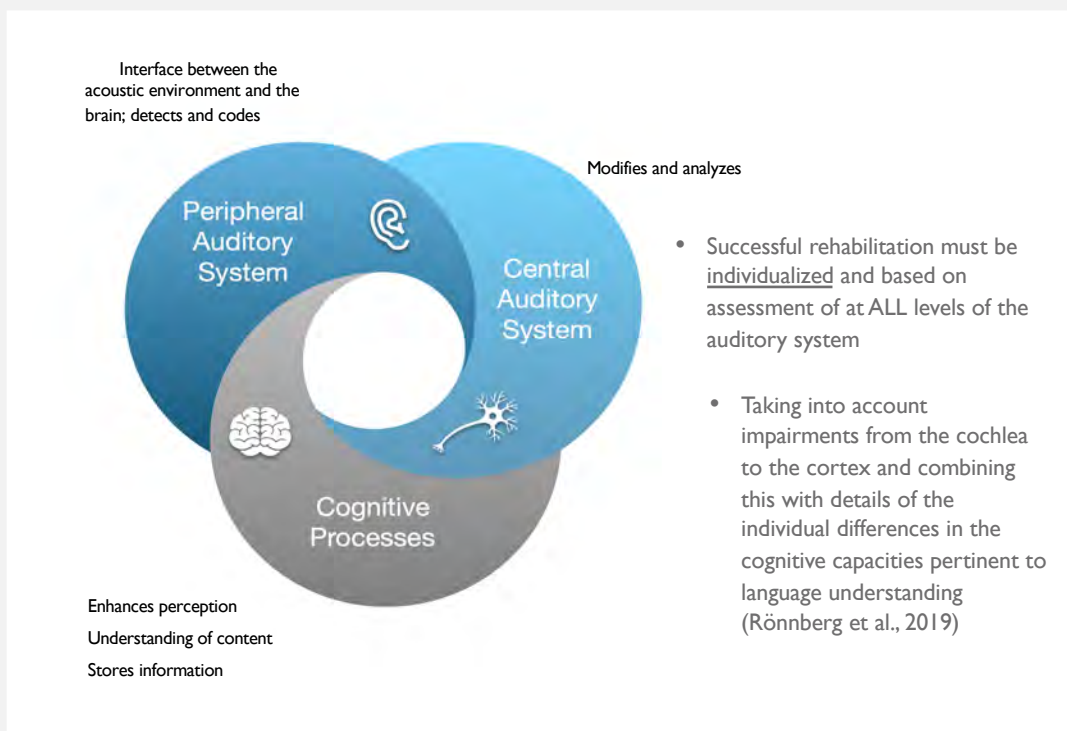 Interface between the
acoustic environment and the
brain; detects and codes
Modifies and analyzes
Peripheral
Auditory
System
Central
Auditory
System
Cognitive
Processes
Enhances perception
Understanding of content
Stores information
• Successful rehabilitation must be
individualized and based on
assessment of at ALL levels of the
auditory system
• Taking into account
impairments from the cochlea
to the cortex and combining
this with details of the
individual differences in the
cognitive capacities pertinent to
language understanding
(Rönnberg et al., 2019)